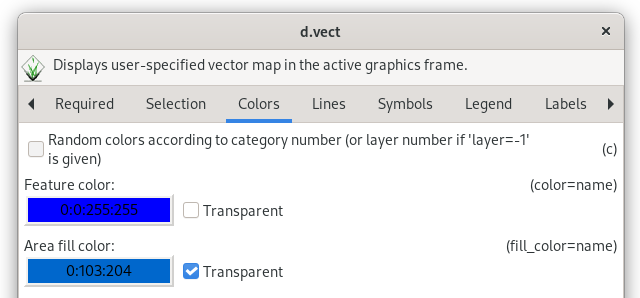 d.vect
Displays user-specified vector map in the active graphics frame.
Required Selection Colors Lines Symbols Legend Labels
Random colors according to category number (or layer number if 'layer=-1'
is given)
(c)
Feature color:
(color=name)
0:0:255:255
Transparent
Area fill color:
(fill_color=name)
0:103:204
Transparent